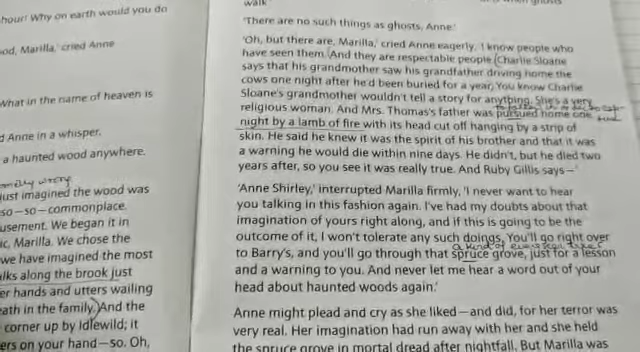 hour! Why on earth would you do
od, Marilla,' cried Anne
What in the name of heaven is
d Anne in a whisper.
a haunted wood anywhere.
wrong
just imagined the wood was
so—so—commonplace.
usement. We began it in
ic, Marilla. We chose the
we have imagined the most
lks along the brook just
er hands and utters wailing
eath in the family. And the
corner up by Idlewild; it
ers on your hand—so. Oh,
walk
ghosts
'There are no such things as ghosts, Anne.'
'Oh, but there are, Marilla,' cried Anne eagerly. 'I know people who
have seen them. And they are respectable people. Charlie Sloane
says that his grandmother saw his grandfather driving home the
cows one night after he'd been buried for a year. You know Charlie
Sloane's grandmother wouldn't tell a story for anything. She's a very
religious woman. And Mrs. Thomas's father was pursued home one
night by a lamb of fire with its head cut off hanging by a strip of
skin. He said he knew it was the spirit of his brother and that it was
a warning he would die within nine days. He didn't, but he died two
years after, so you see it was really true. And Ruby Gillis says—'
'Anne Shirley,' interrupted Marilla firmly, 'I never want to hear
you talking in this fashion again. I've had my doubts about that
imagination of yours right along, and if this is going to be the
outcome of it, I won't tolerate any such doings. You'll go right over
a kind of evergreen tree
to Barry's, and you'll go through that spruce grove, just for a lesson
and a warning to you. And never let me hear a word out of your
head about haunted woods again.'
Anne might plead and cry as she liked—and did, for her terror was
very real. Her imagination had run away with her and she held
the spruce grove in mortal dread after nightfall. But Marilla was